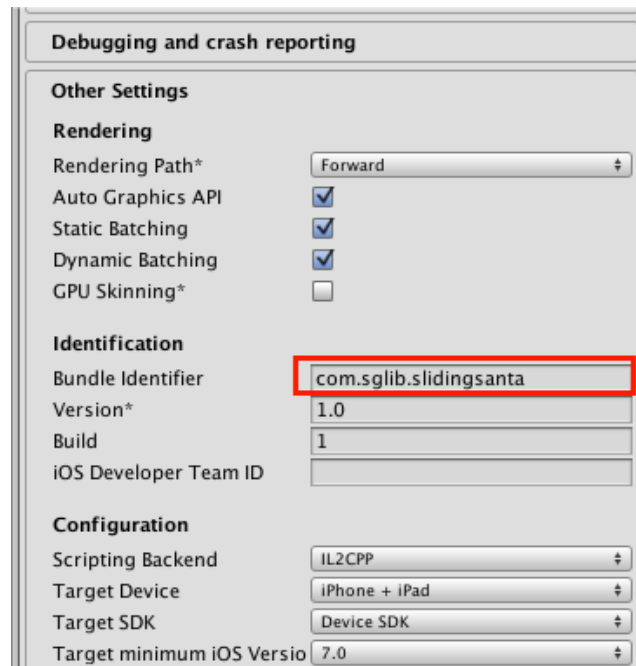 Debugging and crash reporting
Other Settings
Rendering
Rendering Path* Forward
Auto Graphics API
Static Batching
Dynamic Batching
GPU Skinning*
Identification
Bundle Identifier com.sglib.slidingsanta
Version* 1.0
Build 1
iOS Developer Team ID
Configuration
Scripting Backend IL2CPP
Target Device iPhone + iPad
Target SDK Device SDK
Target minimum iOS Versio 7.0